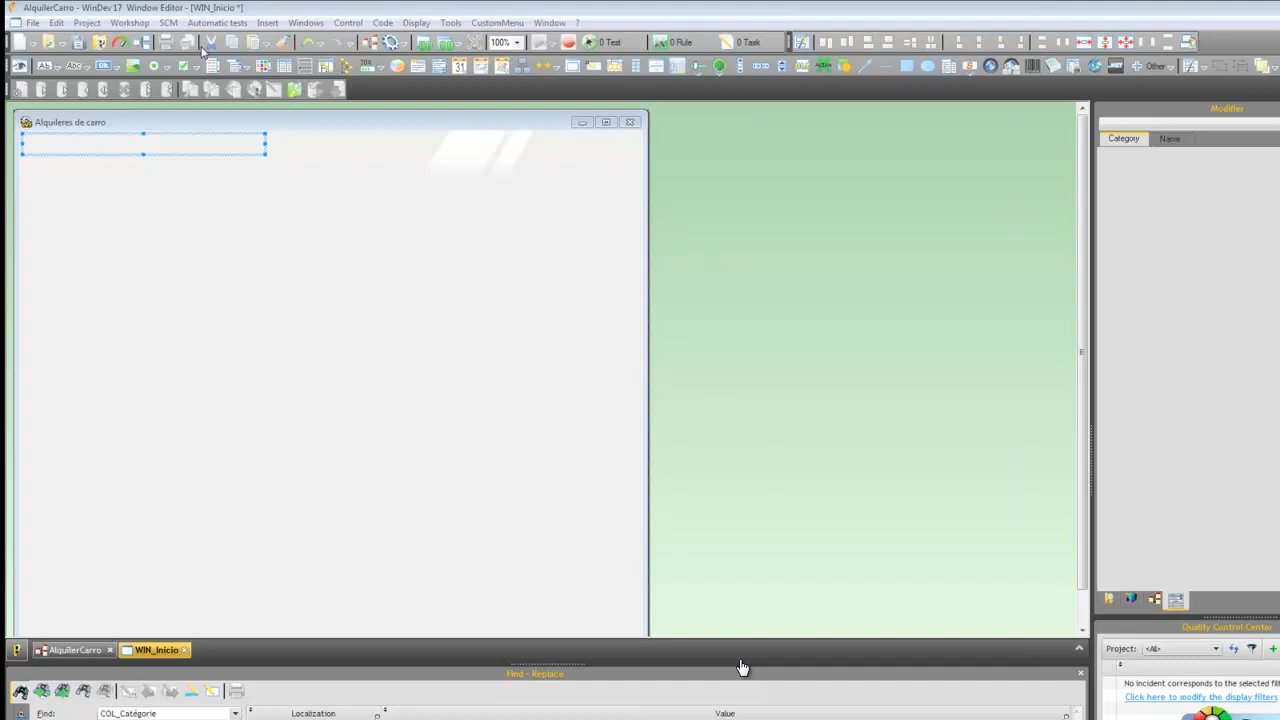 AlquilerCarro - WinDev 17 Window Editor - [WIN_Inicio *]
File Edit Project Workshop SCM Automatic tests Insert Windows Control Code Display Tools CustomMenu Window ?
100% 0 Test 0 Rule 0 Task
Other
Alquileres de carro
Modifier
Category Name
AlquilerCarro WIN_Inicio
Quality Control Center
Project: <All>
No incident corresponds to the selected filt
Click here to modify the display filters
Find - Replace
Find: COL_Catégorie Localization Value